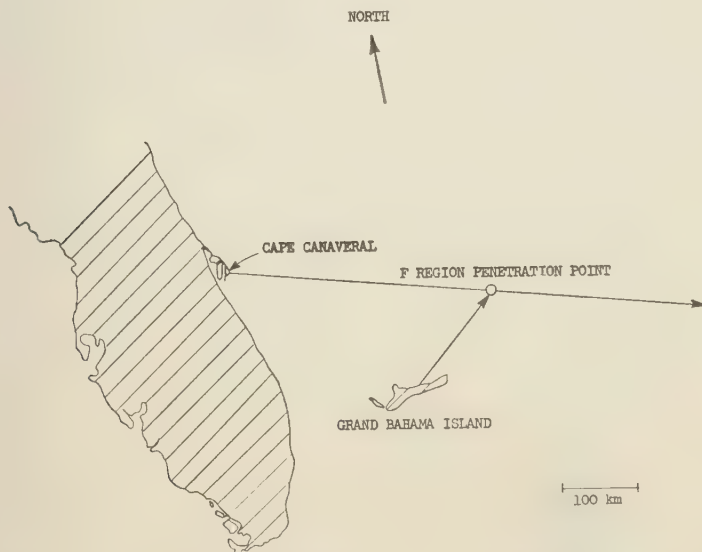 NORTH
CAPE CANAVERAL
F REGION PENETRATION POINT
GRAND BAHAMA ISLAND
100 km